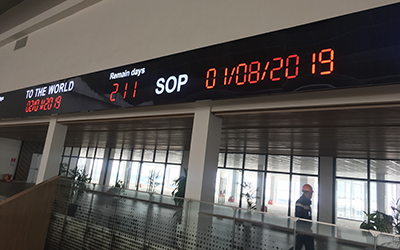 TO THE WORLD
Remain days
211
SOP
01/08/2019